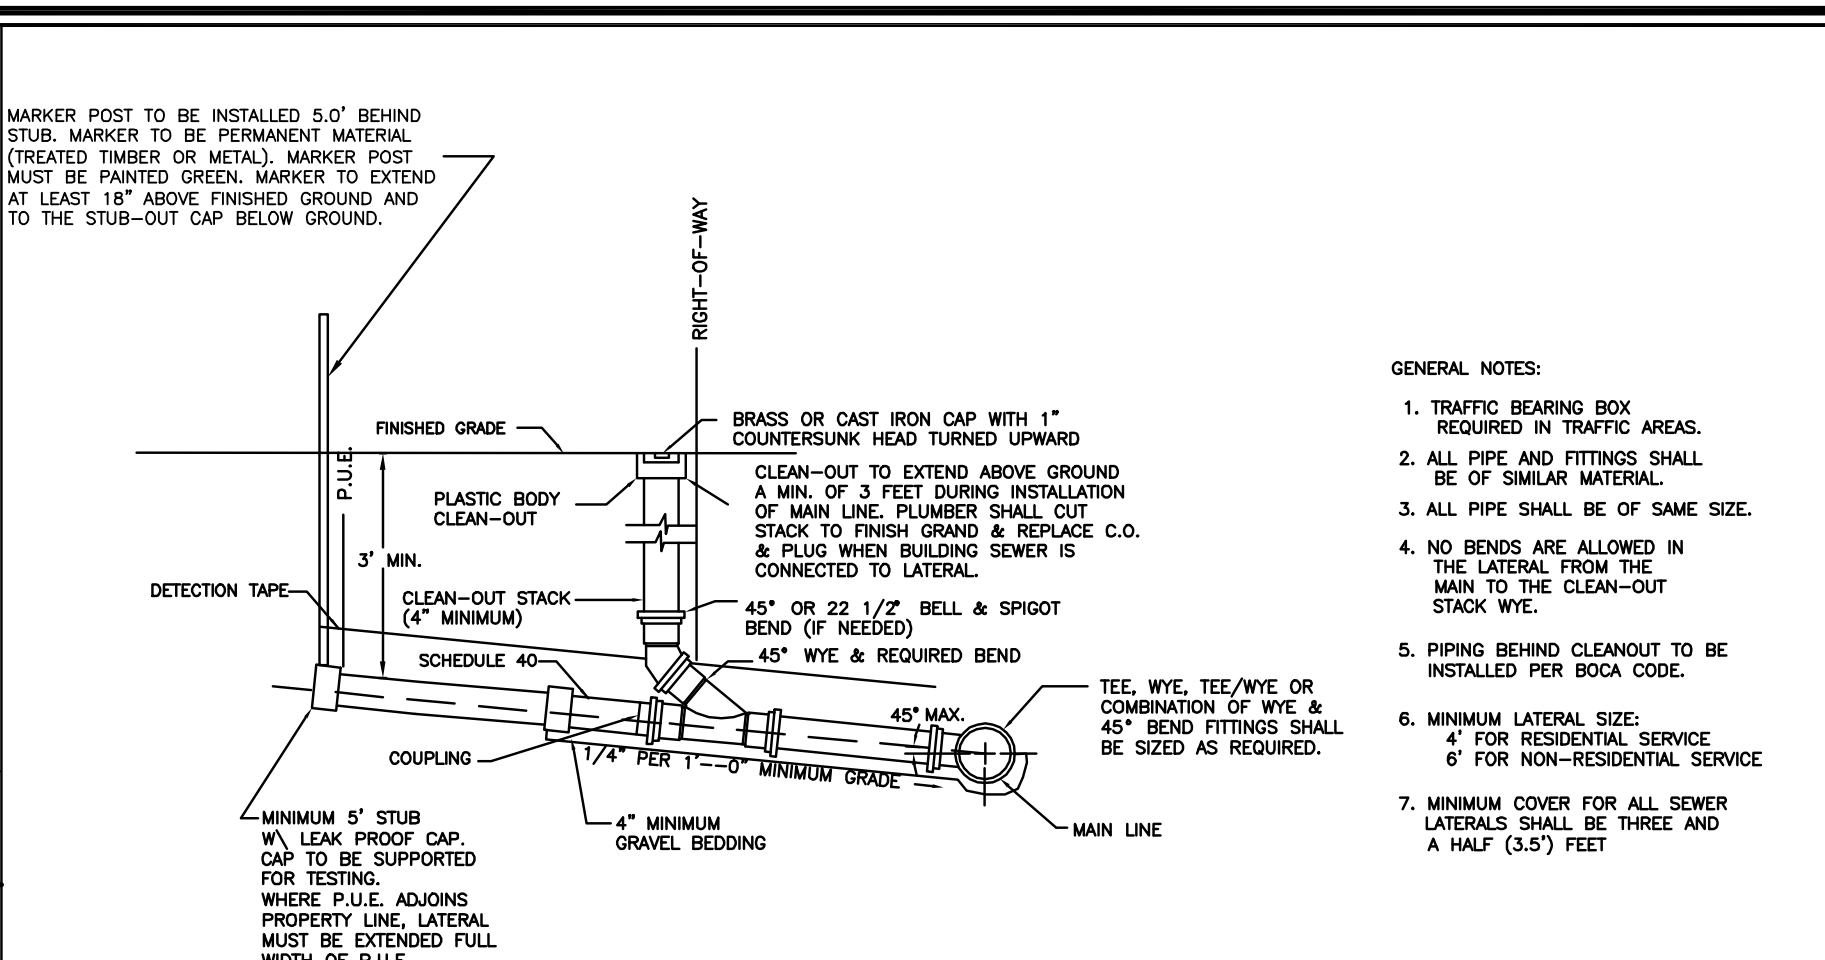 MARKER POST TO BE INSTALLED 5.0' BEHIND
STUB. MARKER TO BE PERMANENT MATERIAL
(TREATED TIMBER OR METAL). MARKER POST
MUST BE PAINTED GREEN. MARKER TO EXTEND
AT LEAST 18" ABOVE FINISHED GROUND AND
TO THE STUB-OUT CAP BELOW GROUND.
RIGHT-OF-WAY
FINISHED GRADE
P.U.E.
BRASS OR CAST IRON CAP WITH 1"
COUNTERSUNK HEAD TURNED UPWARD
PLASTIC BODY
CLEAN-OUT
CLEAN-OUT TO EXTEND ABOVE GROUND
A MIN. OF 3 FEET DURING INSTALLATION
OF MAIN LINE. PLUMBER SHALL CUT
STACK TO FINISH GRAND & REPLACE C.O.
& PLUG WHEN BUILDING SEWER IS
CONNECTED TO LATERAL.
3' MIN.
DETECTION TAPE
CLEAN-OUT STACK
(4" MINIMUM)
45° OR 22 1/2° BELL & SPIGOT
BEND (IF NEEDED)
SCHEDULE 40
45° WYE & REQUIRED BEND
TEE, WYE, TEE/WYE OR
COMBINATION OF WYE &
45° BEND FITTINGS SHALL
BE SIZED AS REQUIRED.
45° MAX.
COUPLING
1/4" PER 1'--0" MINIMUM GRADE
MINIMUM 5' STUB
W\ LEAK PROOF CAP.
CAP TO BE SUPPORTED
FOR TESTING.
WHERE P.U.E. ADJOINS
PROPERTY LINE, LATERAL
MUST BE EXTENDED FULL
WIDTH OF P.U.E.
4" MINIMUM
GRAVEL BEDDING
MAIN LINE
GENERAL NOTES:
1. TRAFFIC BEARING BOX
REQUIRED IN TRAFFIC AREAS.
2. ALL PIPE AND FITTINGS SHALL
BE OF SIMILAR MATERIAL.
3. ALL PIPE SHALL BE OF SAME SIZE.
4. NO BENDS ARE ALLOWED IN
THE LATERAL FROM THE
MAIN TO THE CLEAN-OUT
STACK WYE.
5. PIPING BEHIND CLEANOUT TO BE
INSTALLED PER BOCA CODE.
6. MINIMUM LATERAL SIZE:
4' FOR RESIDENTIAL SERVICE
6' FOR NON-RESIDENTIAL SERVICE
7. MINIMUM COVER FOR ALL SEWER
LATERALS SHALL BE THREE AND
A HALF (3.5') FEET